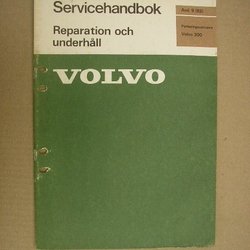 Servicehandbok
Reparation och
underhåll
Volvo 200
VOLVO